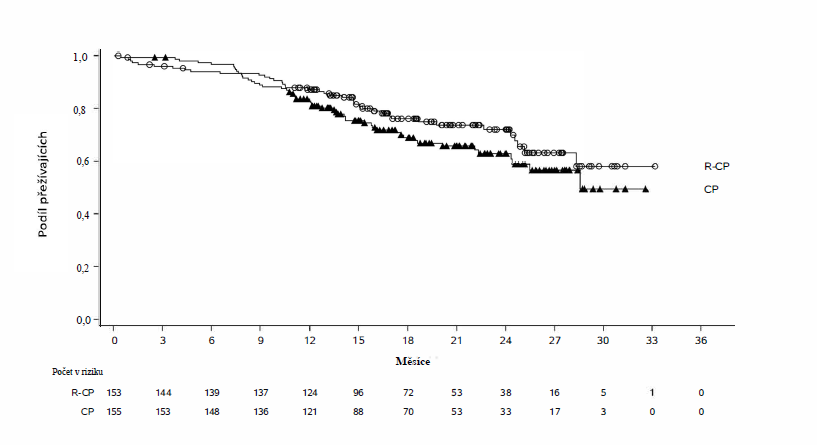 Podíl přežívajících
1,0
0,8
0,6
0,4
0,2
0,0
R-CP
CP
0 3 6 9 12 15 18 21 24 27 30 33 36
Měsíce
Počet v riziku
R-CP 153 144 139 137 124 96 72 53 38 16 5 1 0
CP 155 153 148 136 121 88 70 53 33 17 3 0 0